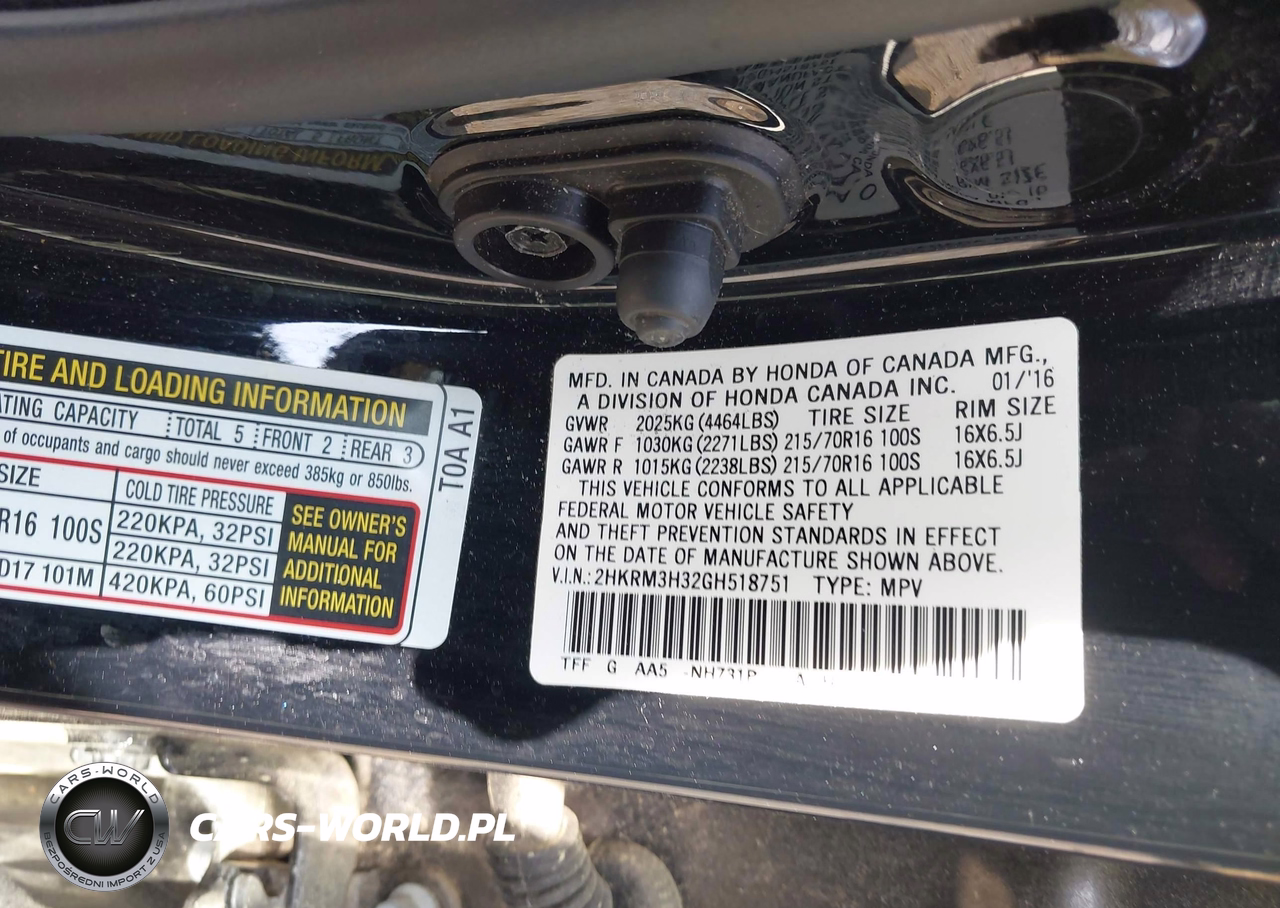 TIRE AND LOADING INFORMATION
ATING CAPACITY TOTAL 5 FRONT 2 REAR 3
of occupants and cargo should never exceed 385kg or 850lbs.
SIZE COLD TIRE PRESSURE
R16 100S 220KPA, 32PSI
220KPA, 32PSI
D17 101M 420KPA, 60PSI
SEE OWNER'S
MANUAL FOR
ADDITIONAL
INFORMATION
T0A A1
MFD. IN CANADA BY HONDA OF CANADA MFG.,
A DIVISION OF HONDA CANADA INC. 01/'16
GVWR 2025KG (4464LBS) TIRE SIZE RIM SIZE
GAWR F 1030KG (2271LBS) 215/70R16 100S 16X6.5J
GAWR R 1015KG (2238LBS) 215/70R16 100S 16X6.5J
THIS VEHICLE CONFORMS TO ALL APPLICABLE
FEDERAL MOTOR VEHICLE SAFETY
AND THEFT PREVENTION STANDARDS IN EFFECT
ON THE DATE OF MANUFACTURE SHOWN ABOVE.
V.I.N.: 2HKRM3H32GH518751 TYPE: MPV
TFF G AA5 -NH731P A
CARS-WORLD
CW
BEZPOŚREDNI IMPORT Z USA
CARS-WORLD.PL